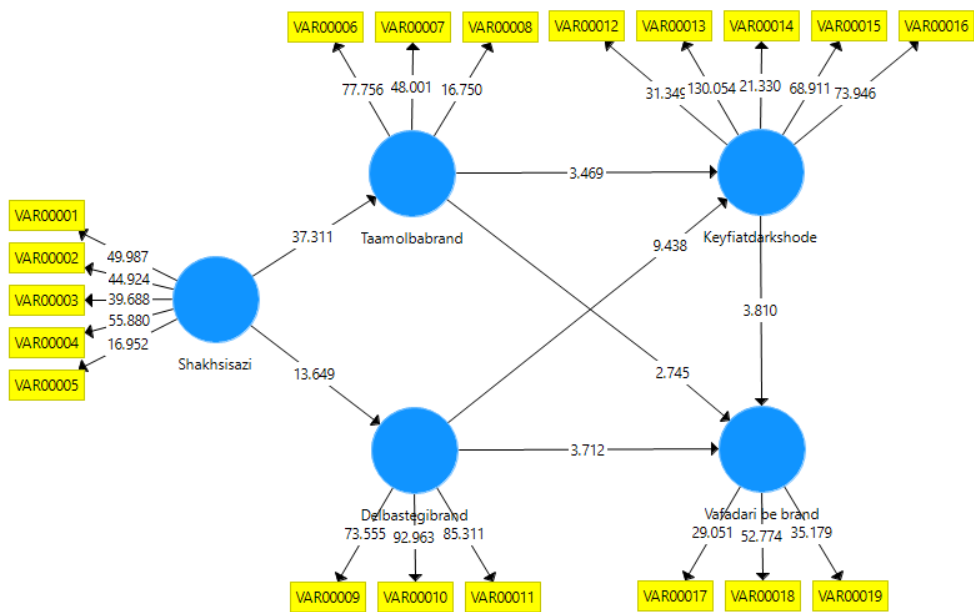 VAR00006 VAR00007 VAR00008 VAR00012 VAR00013 VAR00014 VAR00015 VAR00016
77.756 48.001 16.750 31.349 130.054 21.330 68.911 73.946
3.469
VAR00001
Taamolbabrand Keyfiatdarkshode
37.311 9.438
VAR00002
49.987
44.924
VAR00003
39.688
3.810
55.880
VAR00004
16.952
Shakhsisazi
13.649 2.745
VAR00005
3.712
Delbastegibrand Vafadari be brand
73.555 92.963 85.311 29.051 52.774 35.179
VAR00009 VAR00010 VAR00011 VAR00017 VAR00018 VAR00019